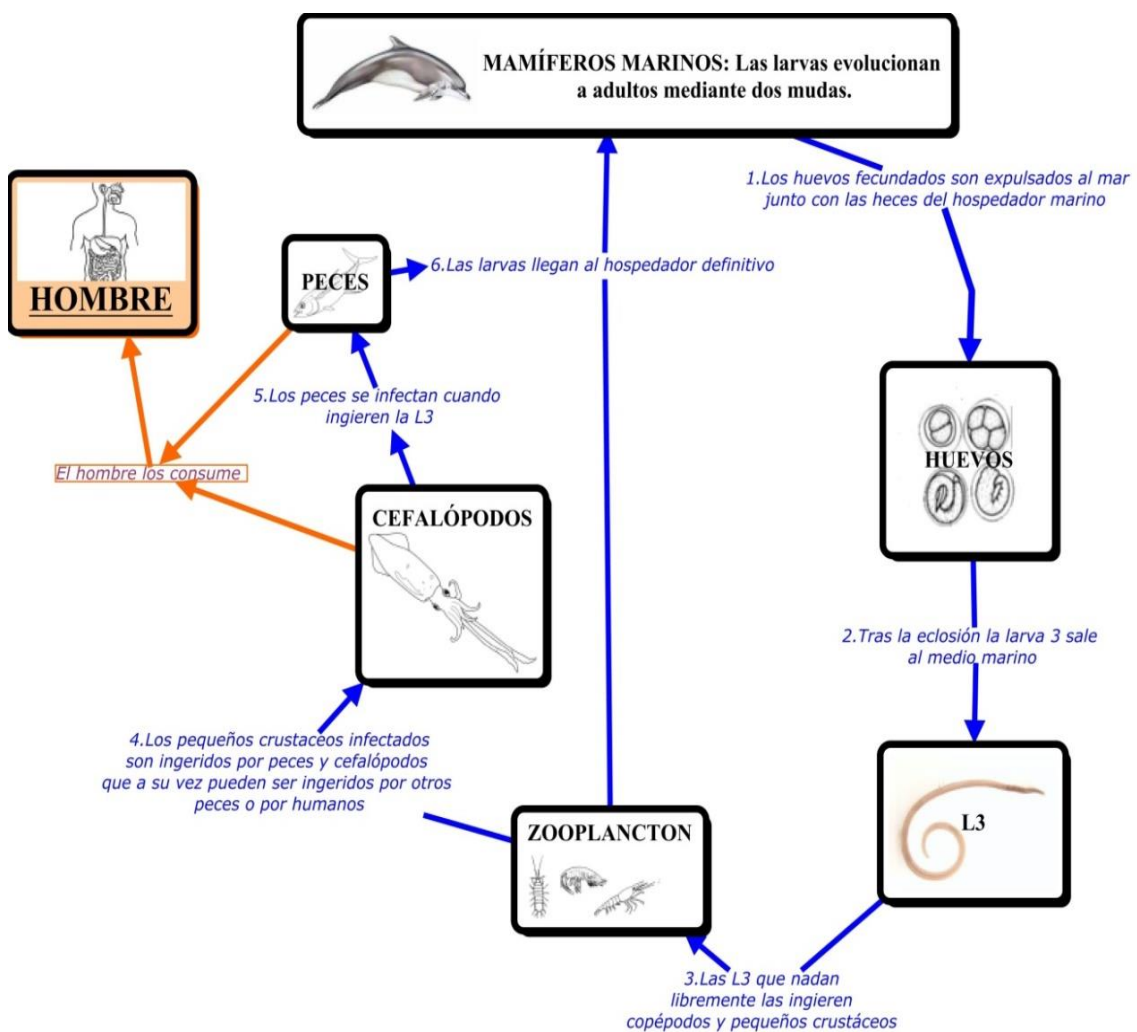 MAMÍFEROS MARINOS: Las larvas evolucionan
a adultos mediante dos mudas.
1.Los huevos fecundados son expulsados al mar
junto con las heces del hospedador marino
HOMBRE
PECES
6.Las larvas llegan al hospedador definitivo
5.Los peces se infectan cuando
ingieren la L3
El hombre los consume
HUEVOS
CEFALÓPODOS
2.Tras la eclosión la larva 3 sale
al medio marino
4.Los pequeños crustaceos infectados
son ingeridos por peces y cefalópodos
que a su vez pueden ser ingeridos por otros
peces o por humanos
ZOOPLANCTON
L3
3.Las L3 que nadan
libremente las ingieren
copépodos y pequeños crustáceos